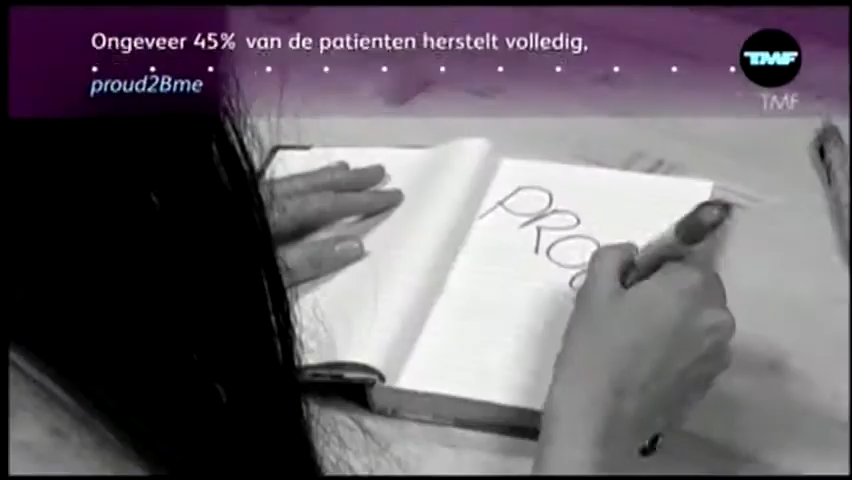 Ongeveer 45% van de patienten herstelt volledig,
proud2Bme
TMF
TMF
PRO